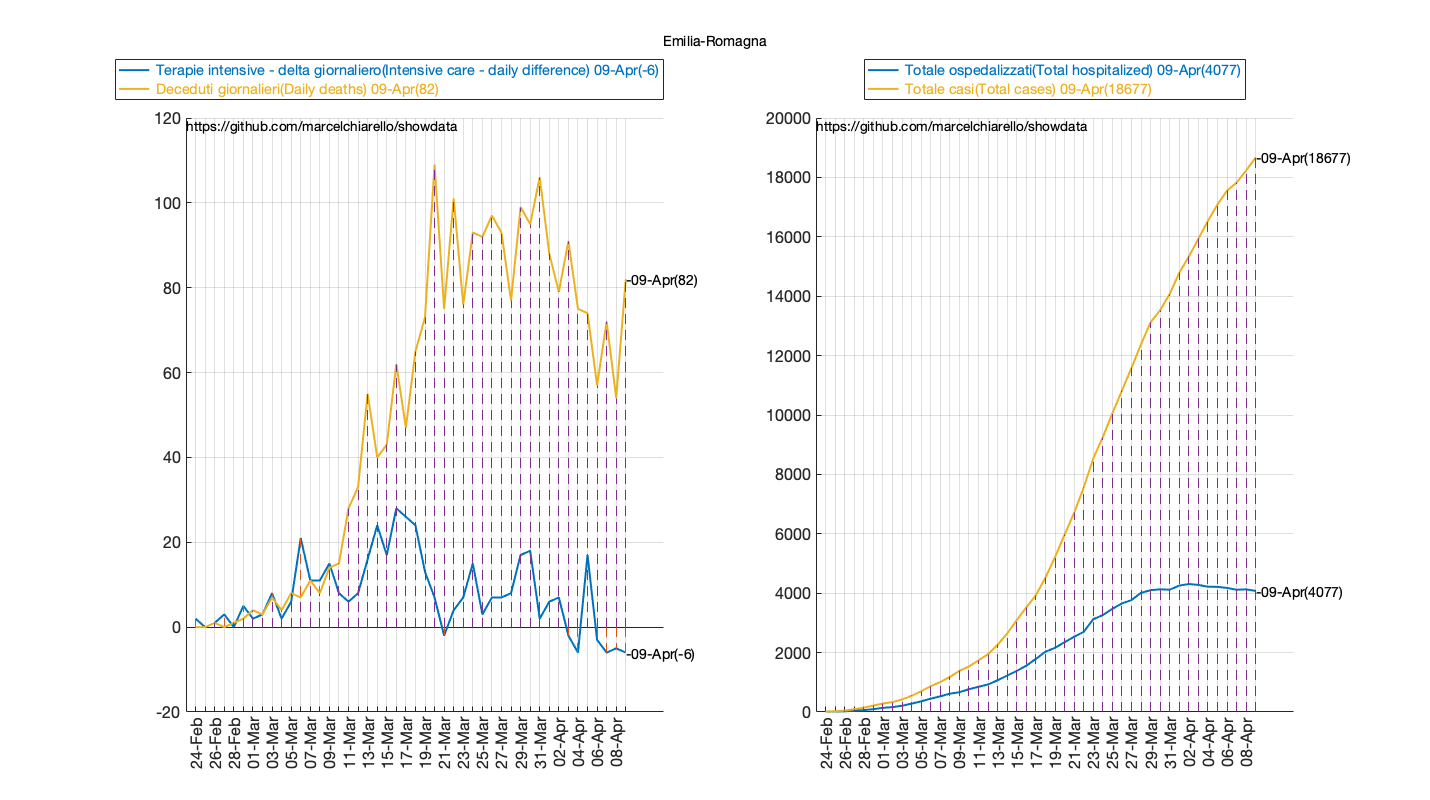 Emilia-Romagna
Terapie intensive - delta giornaliero(Intensive care - daily difference) 09-Apr(-6)
Deceduti giornalieri(Daily deaths) 09-Apr(82)
120
https://github.com/marcelchiarello/showdata
100
80
60
40
20
0
-20
-09-Apr(82)
-09-Apr(-6)
24-Feb
26-Feb
28-Feb
01-Mar
03-Mar
05-Mar
07-Mar
09-Mar
11-Mar
13-Mar
15-Mar
17-Mar
19-Mar
21-Mar
23-Mar
25-Mar
27-Mar
29-Mar
31-Mar
02-Apr
04-Apr
06-Apr
08-Apr
Totale ospedalizzati(Total hospitalized) 09-Apr(4077)
Totale casi(Total cases) 09-Apr(18677)
20000
https://github.com/marcelchiarello/showdata
18000
16000
14000
12000
10000
8000
6000
4000
2000
0
-09-Apr(18677)
-09-Apr(4077)
24-Feb
26-Feb
28-Feb
01-Mar
03-Mar
05-Mar
07-Mar
09-Mar
11-Mar
13-Mar
15-Mar
17-Mar
19-Mar
21-Mar
23-Mar
25-Mar
27-Mar
29-Mar
31-Mar
02-Apr
04-Apr
06-Apr
08-Apr